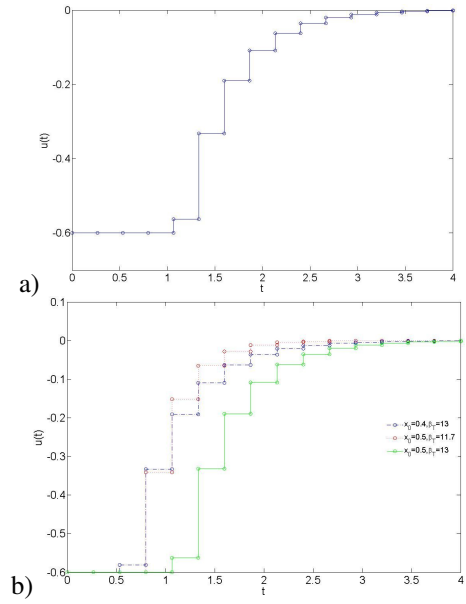 0
-0.2
-0.4
-0.6
u(t)
0 0.5 1 1.5 2 2.5 3 3.5 4
t
a)
0.1
0
-0.1
-0.2
-0.3
-0.4
-0.5
-0.6
u(t)
x₀=0.4,βT=13
x₀=0.5,βT=11.7
x₀=0.5,βT=13
0 0.5 1 1.5 2 2.5 3 3.5 4
t
b)